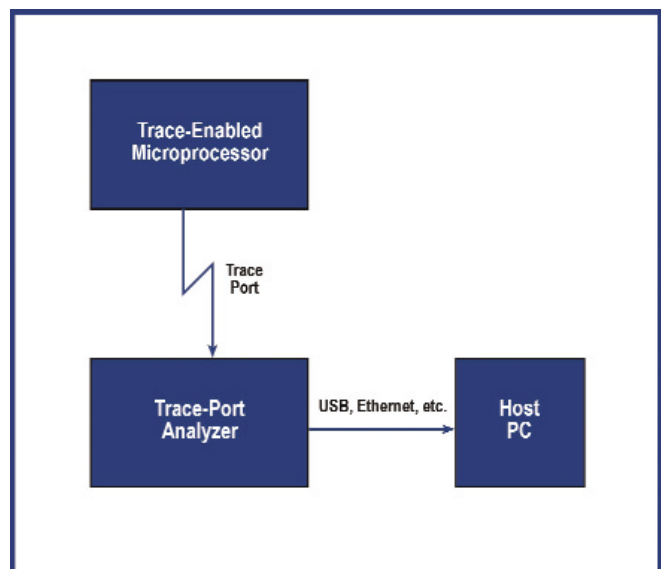 Trace-Enabled
Microprocessor
Trace
Port
Trace-Port
Analyzer
USB, Ethernet, etc.
Host
PC